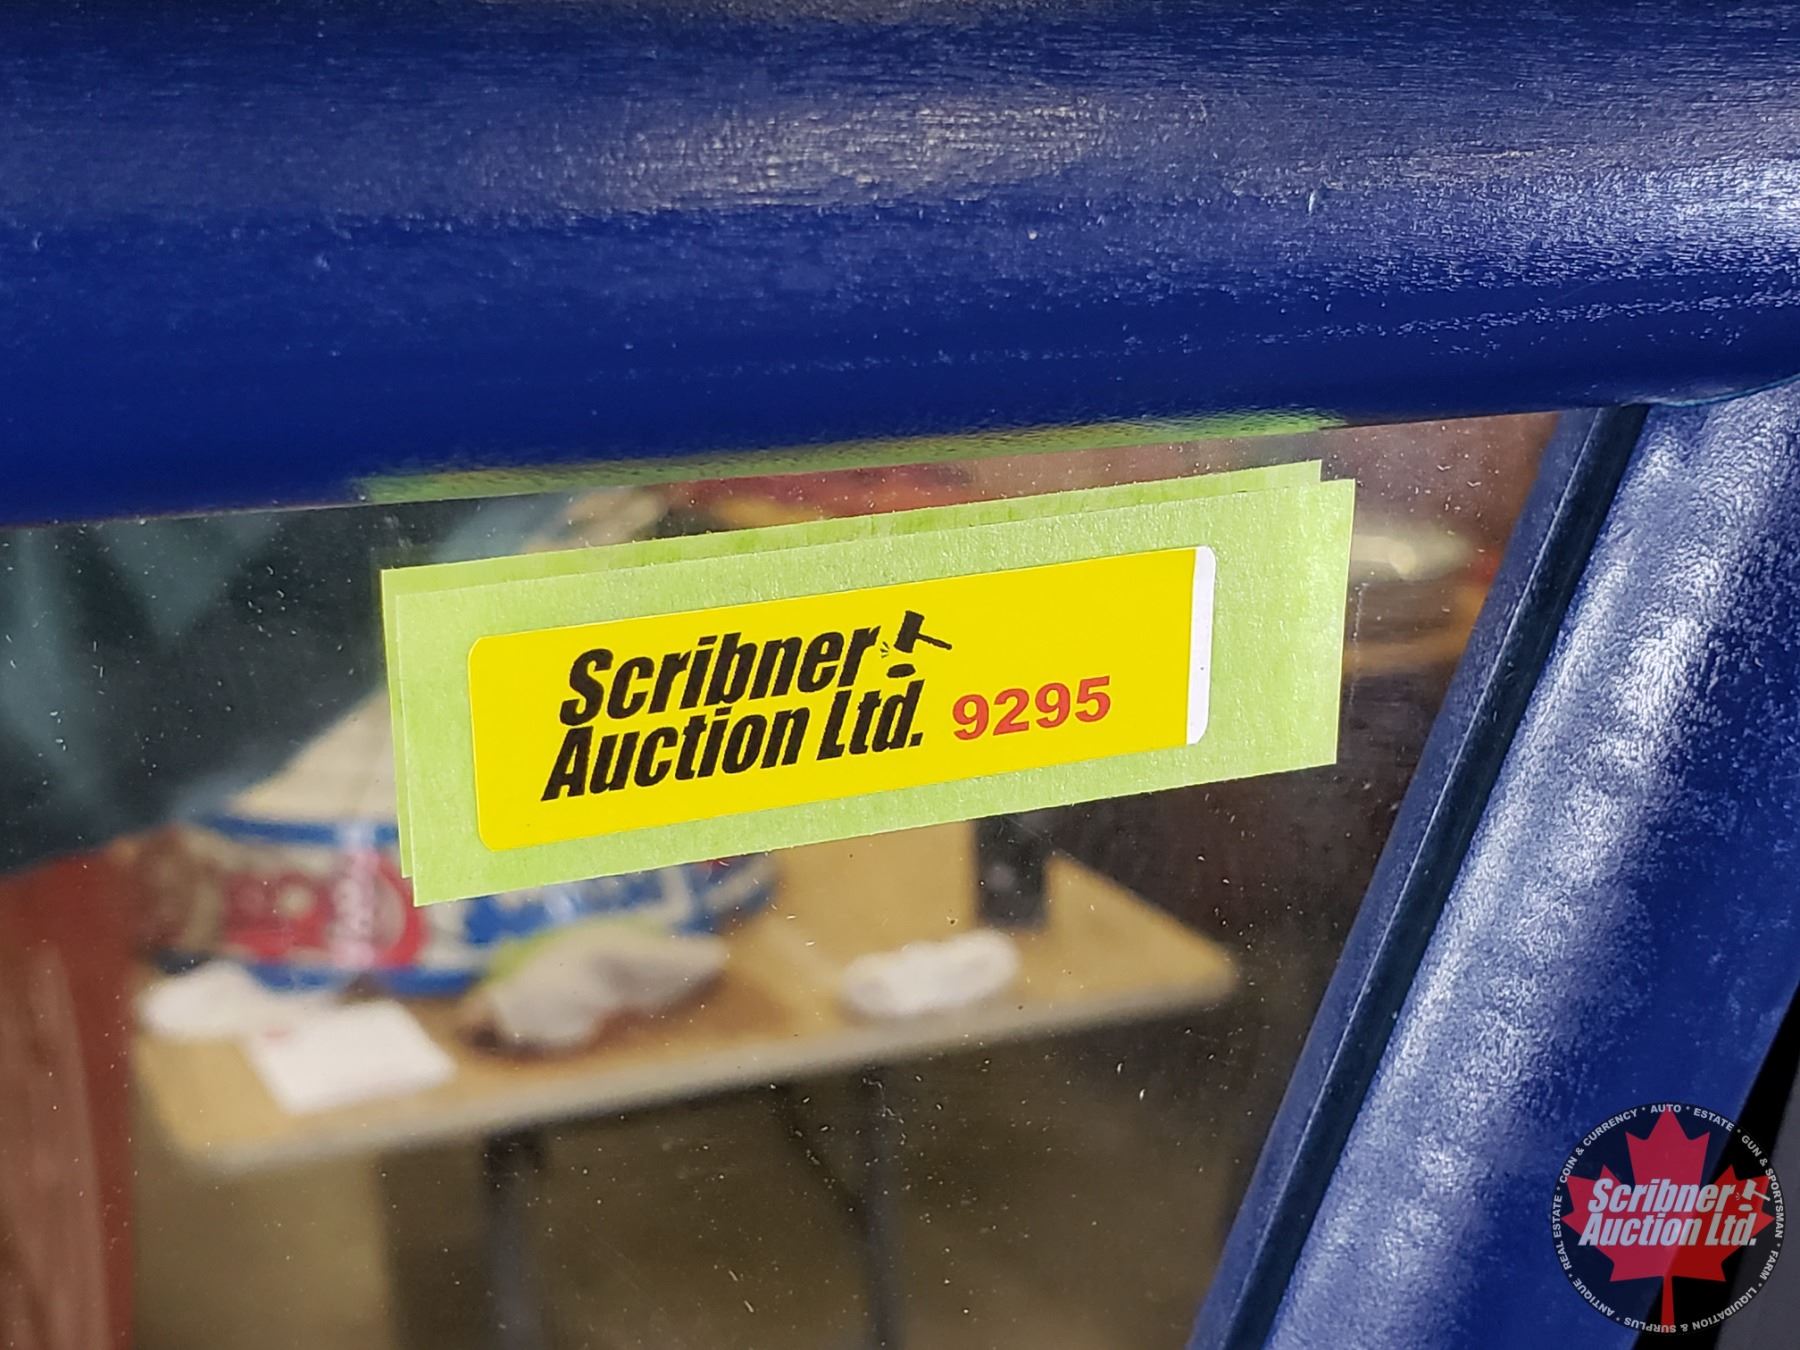 Scribner
Auction Ltd. 9295
COIN & CURRENCY • AUTO • ESTATE • GUN & SPORTSMAN • FARM • LIQUIDATION & SURPLUS • ANTIQUE • REAL ESTATE •
Scribner
Auction Ltd.